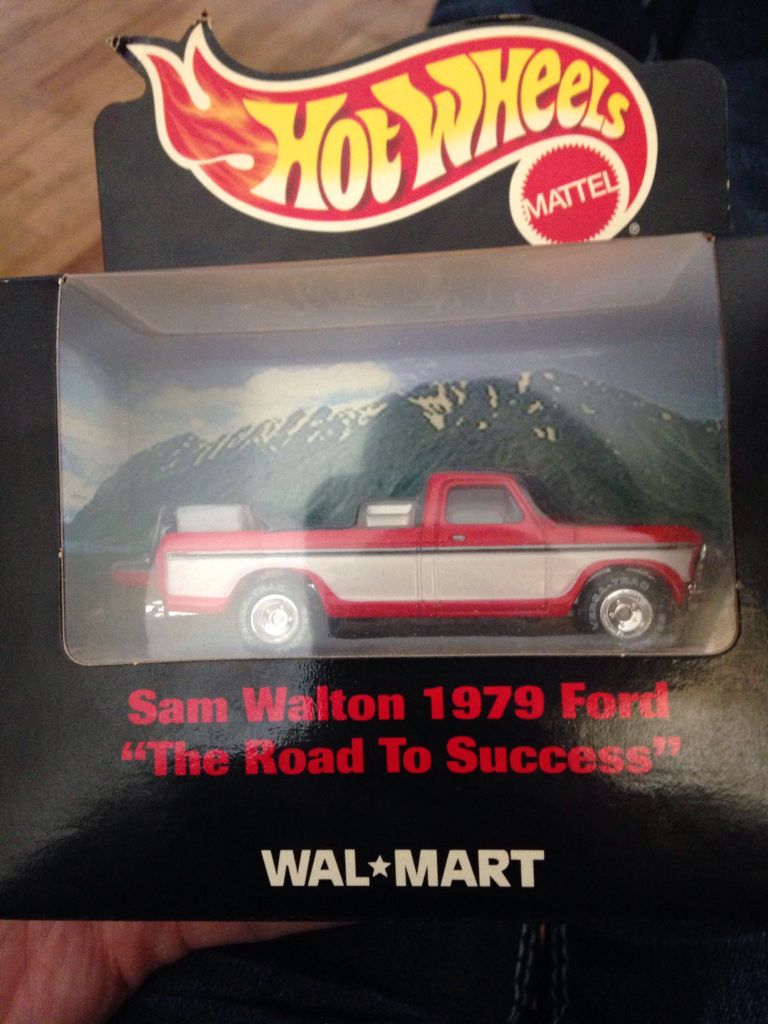 Hot Wheels
MATTEL
®
Sam Walton 1979 Ford
“The Road To Success”
WAL★MART